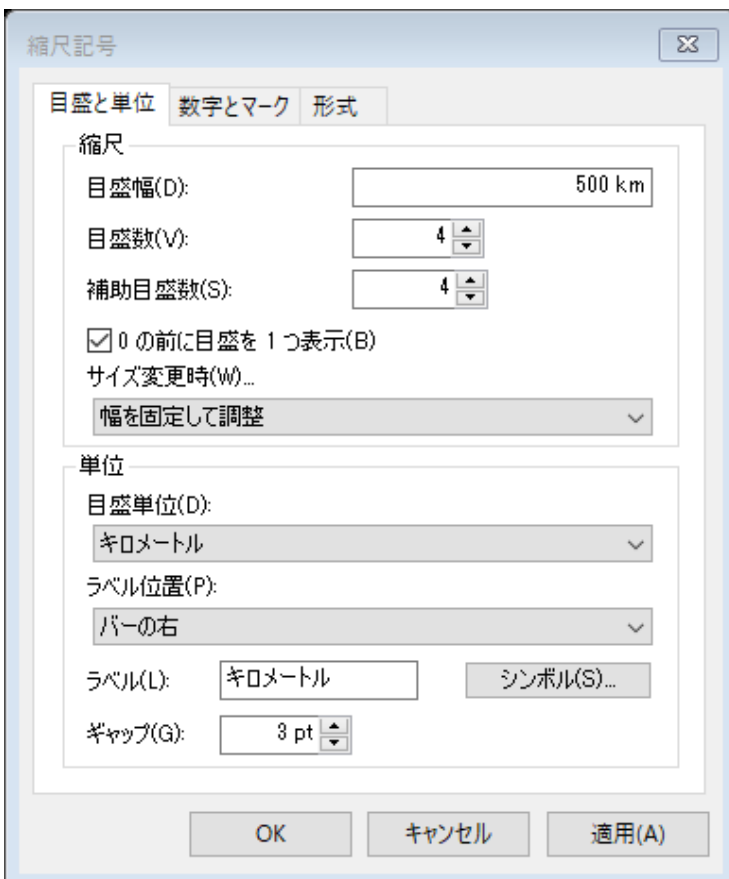 縮尺記号
目盛と単位 数字とマーク 形式
縮尺
目盛幅(D): 500 km
目盛数(V): 4
補助目盛数(S): 4
0 の前に目盛を 1 つ表示(B)
サイズ変更時(W)...
幅を固定して調整
単位
目盛単位(D):
キロメートル
ラベル位置(P):
バーの右
ラベル(L): キロメートル シンボル(S)...
ギャップ(G): 3 pt
OK キャンセル 適用(A)